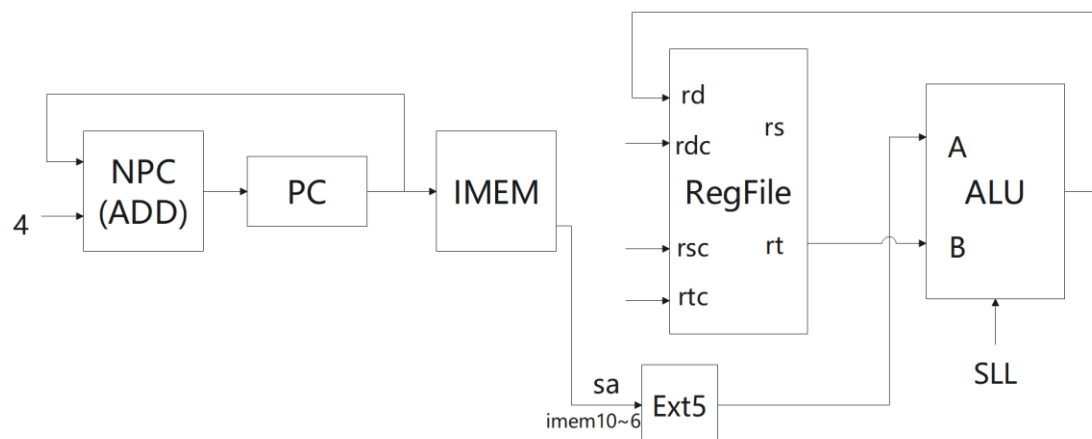 NPC
(ADD)
4
PC
IMEM
rd
rdc
rs
RegFile
rsc
rt
rtc
A
ALU
B
SLL
sa
imem10~6
Ext5